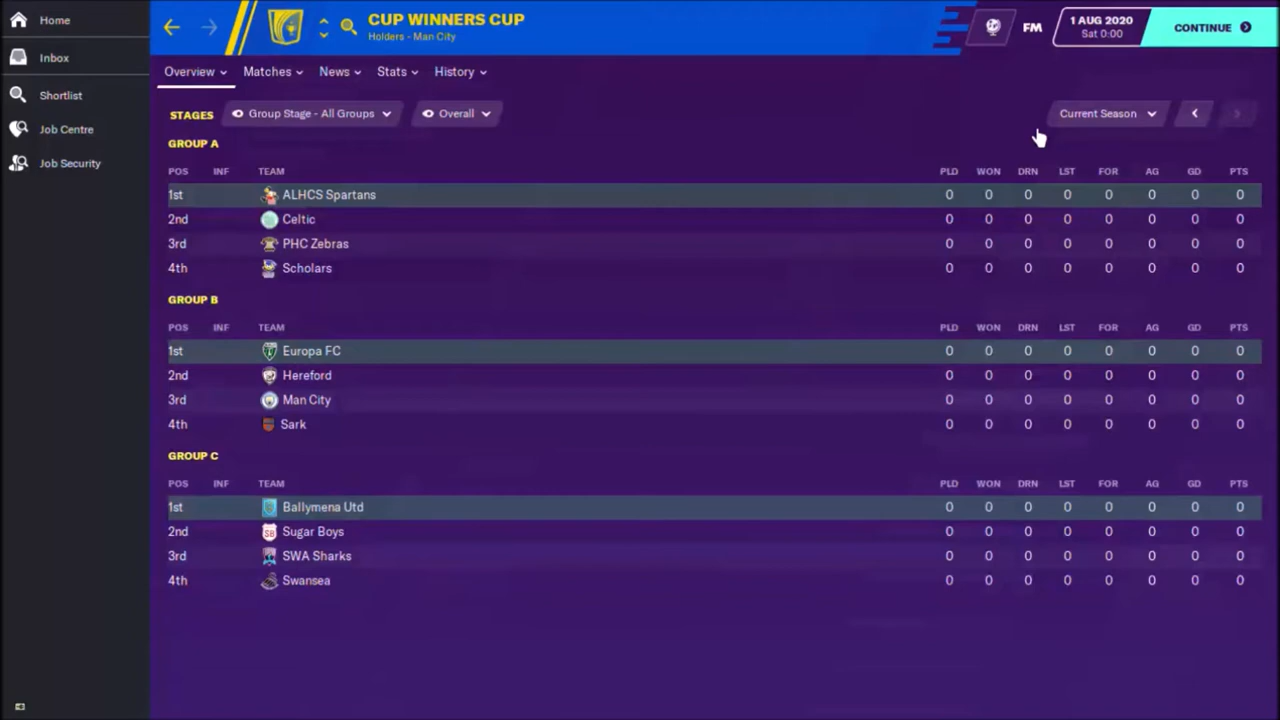 Home
Inbox
Shortlist
Job Centre
Job Security
CUP WINNERS CUP
Holders - Man City
FM
1 AUG 2020
Sat 0:00
CONTINUE
Overview Matches News Stats History
STAGES Group Stage - All Groups Overall Current Season
GROUP A
POS INF TEAM PLD WON DRN LST FOR AG GD PTS
1st ALHCS Spartans 0 0 0 0 0 0 0 0
2nd Celtic 0 0 0 0 0 0 0 0
3rd PHC Zebras 0 0 0 0 0 0 0 0
4th Scholars 0 0 0 0 0 0 0 0
GROUP B
POS INF TEAM PLD WON DRN LST FOR AG GD PTS
1st Europa FC 0 0 0 0 0 0 0 0
2nd Hereford 0 0 0 0 0 0 0 0
3rd Man City 0 0 0 0 0 0 0 0
4th Sark 0 0 0 0 0 0 0 0
GROUP C
POS INF TEAM PLD WON DRN LST FOR AG GD PTS
1st Ballymena Utd 0 0 0 0 0 0 0 0
2nd SB Sugar Boys 0 0 0 0 0 0 0 0
3rd SWA Sharks 0 0 0 0 0 0 0 0
4th Swansea 0 0 0 0 0 0 0 0